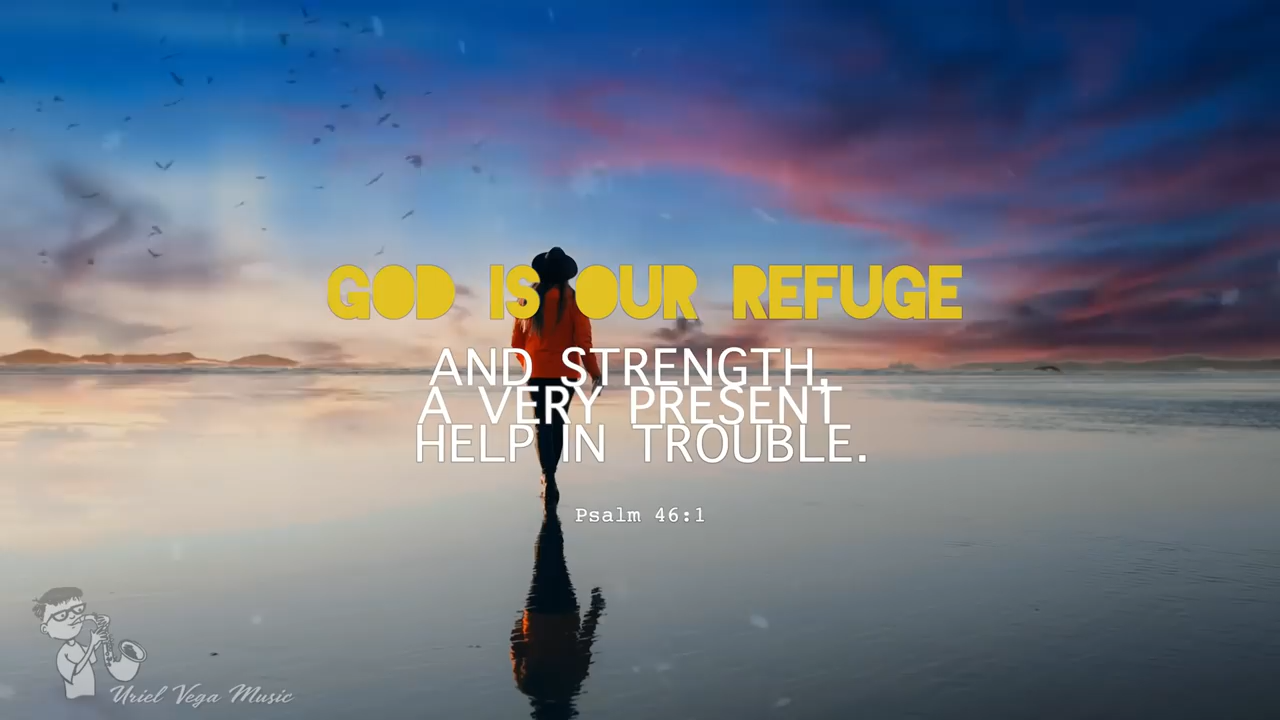 GOD IS OUR REFUGE
AND STRENGTH,
A VERY PRESENT
HELP IN TROUBLE.
Psalm 46:1
Uriel Vega Music